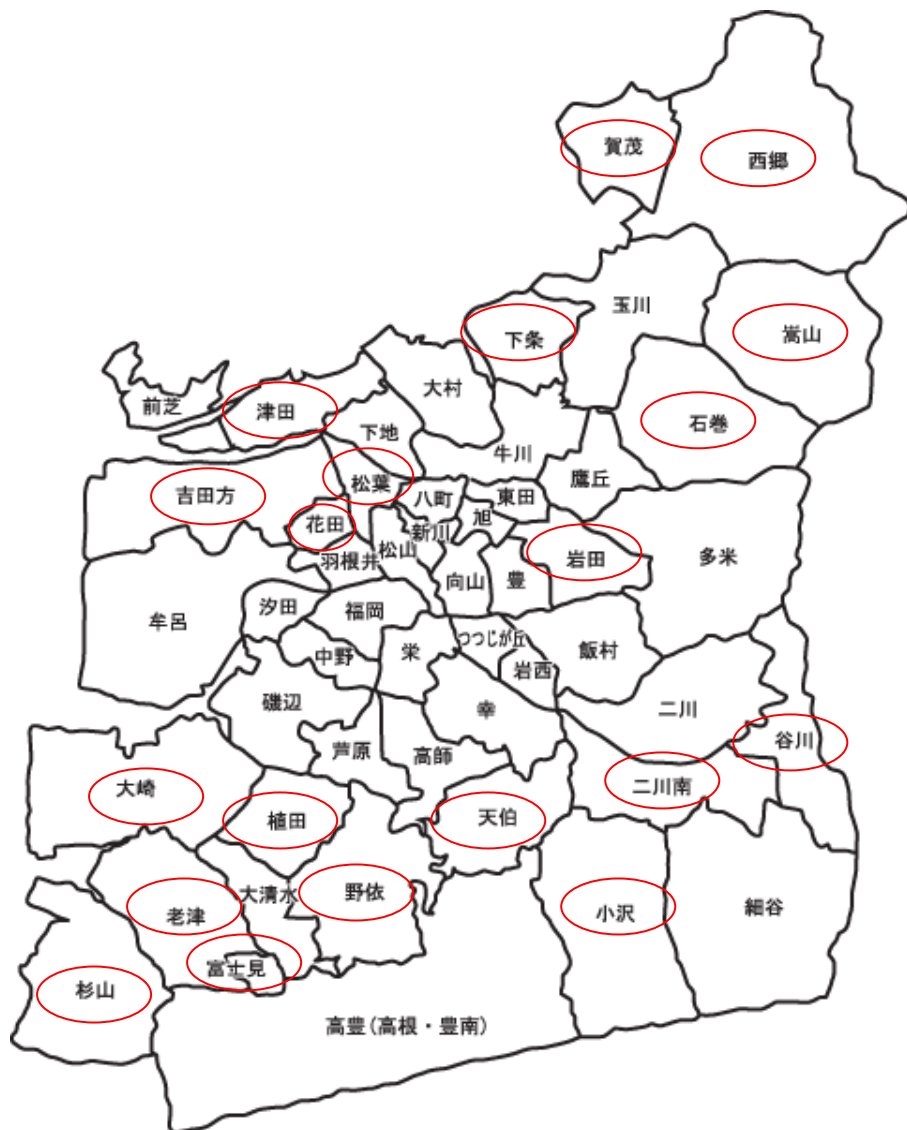 賀茂
西郷
玉川
下条
嵩山
大村
前芝
津田
石巻
下地
牛川
松葉
鷹丘
吉田方
八町
東田
花田
旭
新川
松山
羽根井
岩田
多米
向山
豊
汐田
福岡
牟呂
つつじが丘
飯村
栄
中野
岩西
磯辺
幸
二川
芦原
高師
谷川
大崎
二川南
植田
天伯
大清水
野依
老津
小沢
細谷
富士見
杉山
高豊(高根・豊南)